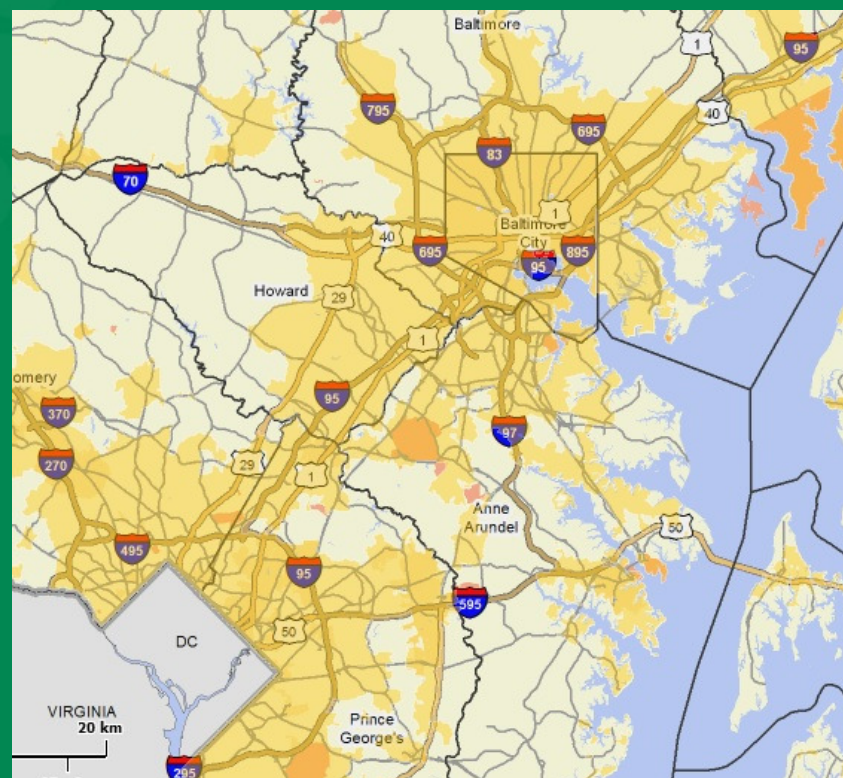 Baltimore
1
95
795
40
695
83
70
1
Baltimore
City
40
695
895
95
Howard
29
1
omery
95
370
97
29
270
1
Anne
Arundel
50
495
95
595
50
DC
VIRGINIA
Prince
George's
20 km
295